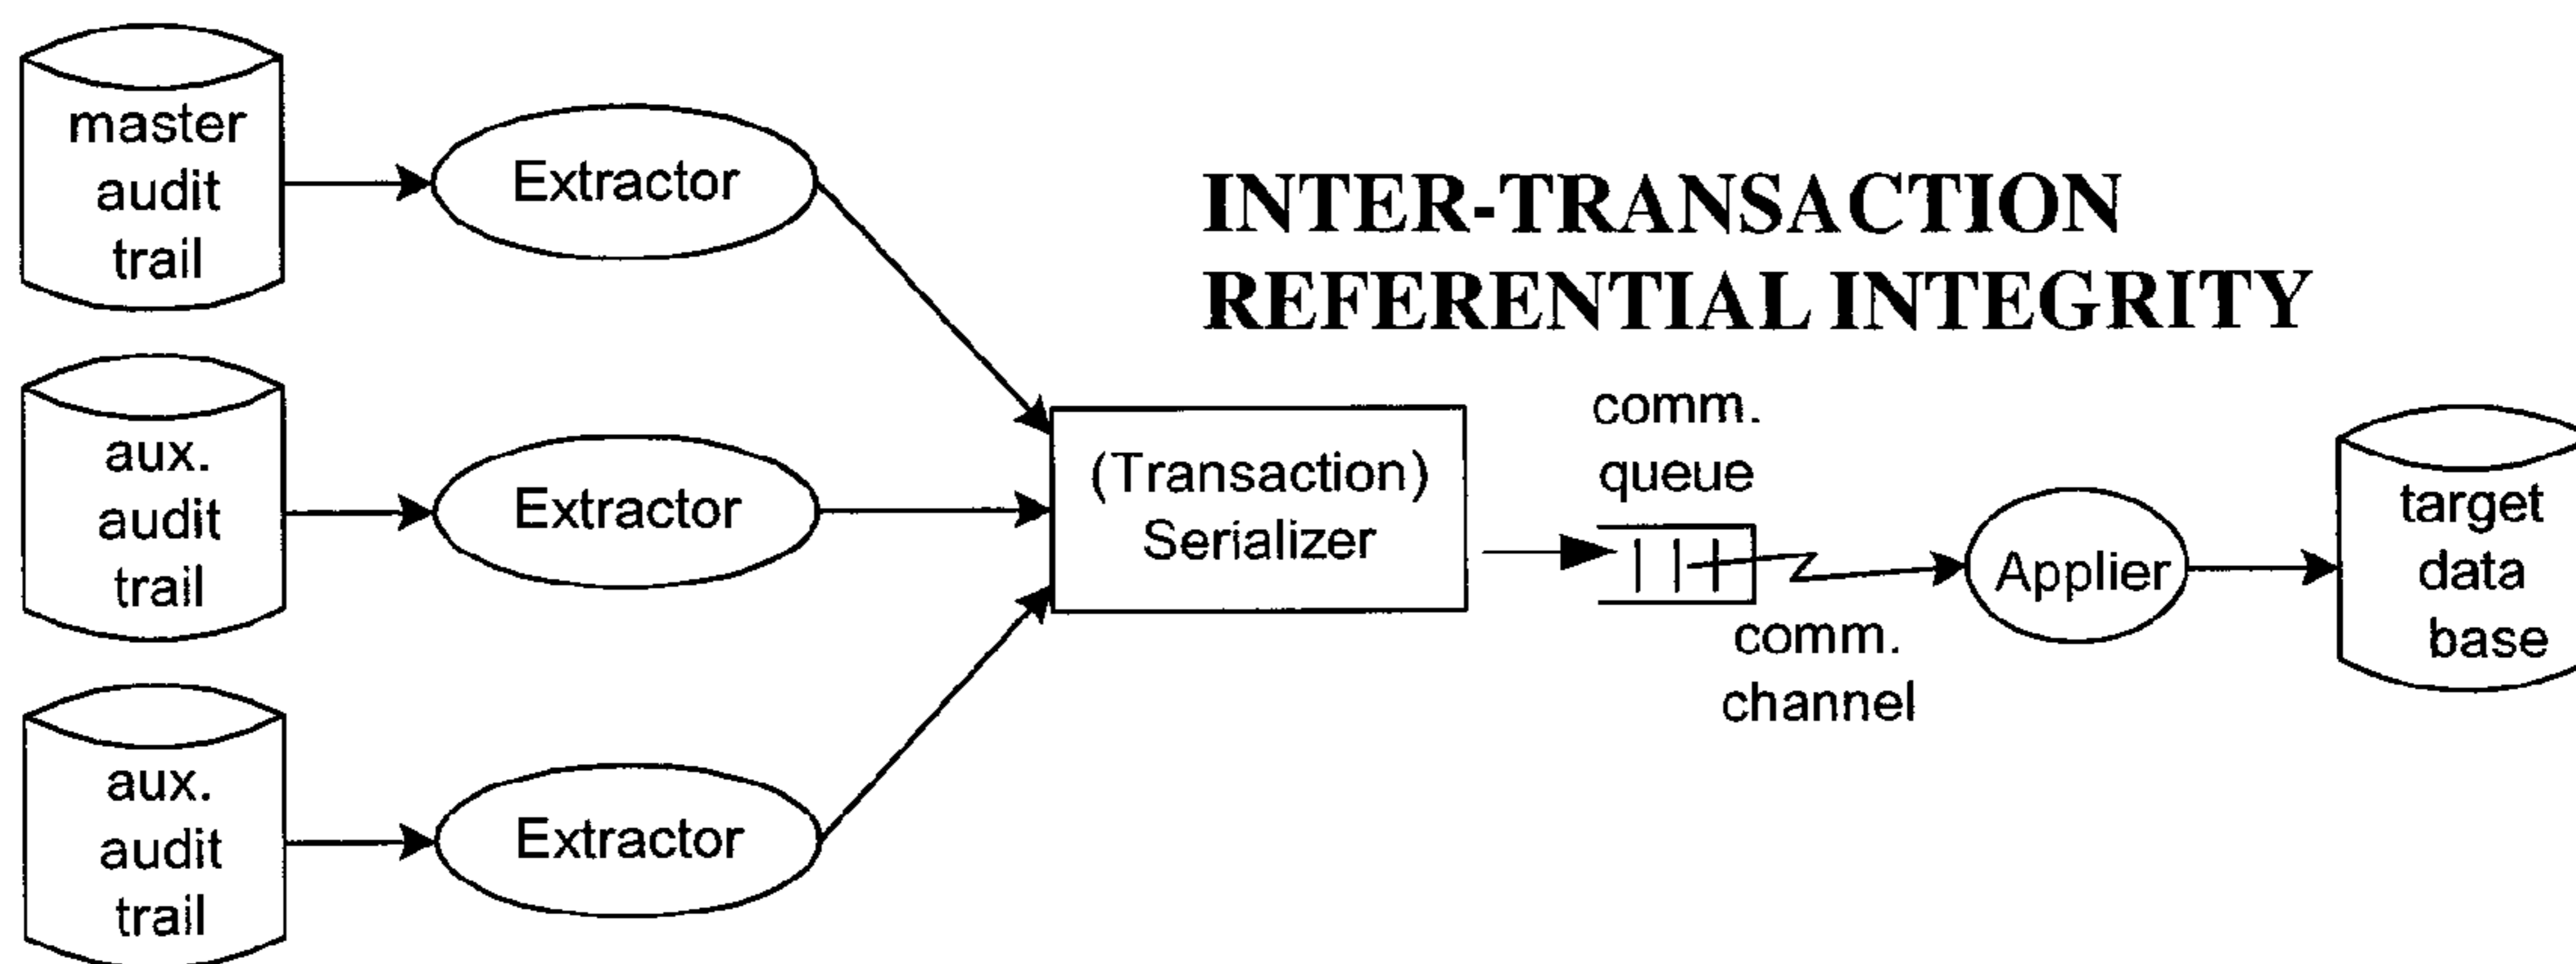 master
audit
trail
Extractor
INTER-TRANSACTION
REFERENTIAL INTEGRITY
aux.
audit
trail
Extractor
(Transaction)
Serializer
comm.
queue
comm.
channel
Applier
target
data
base
aux.
audit
trail
Extractor